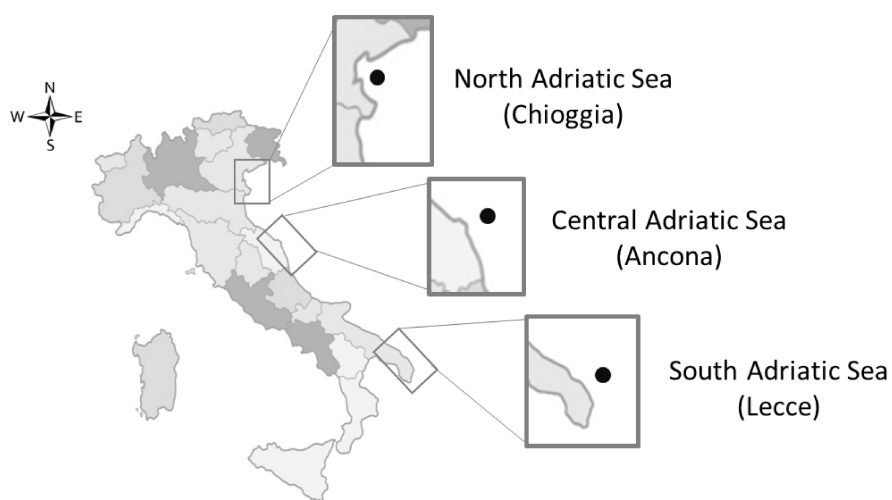 North Adriatic Sea
(Chioggia)
N
W
E
S
Central Adriatic Sea
(Ancona)
South Adriatic Sea
(Lecce)